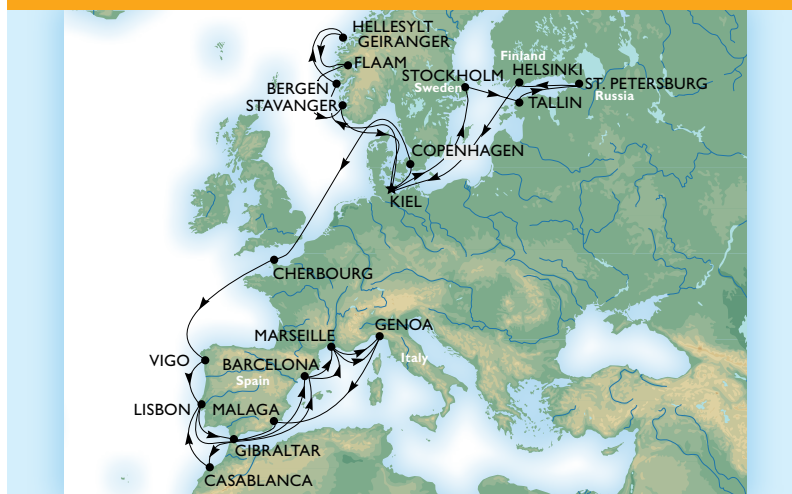 HELLESYLT
GEIRANGER
FLAAM
Finland
STOCKHOLM
HELSINKI
Sweden
ST. PETERSBURG
Russia
BERGEN
STAVANGER
TALLIN
COPENHAGEN
KIEL
CHERBOURG
MARSEILLE
GENOA
VIGO
BARCELONA
Italy
Spain
LISBON
MALAGA
GIBRALTAR
CASABLANCA